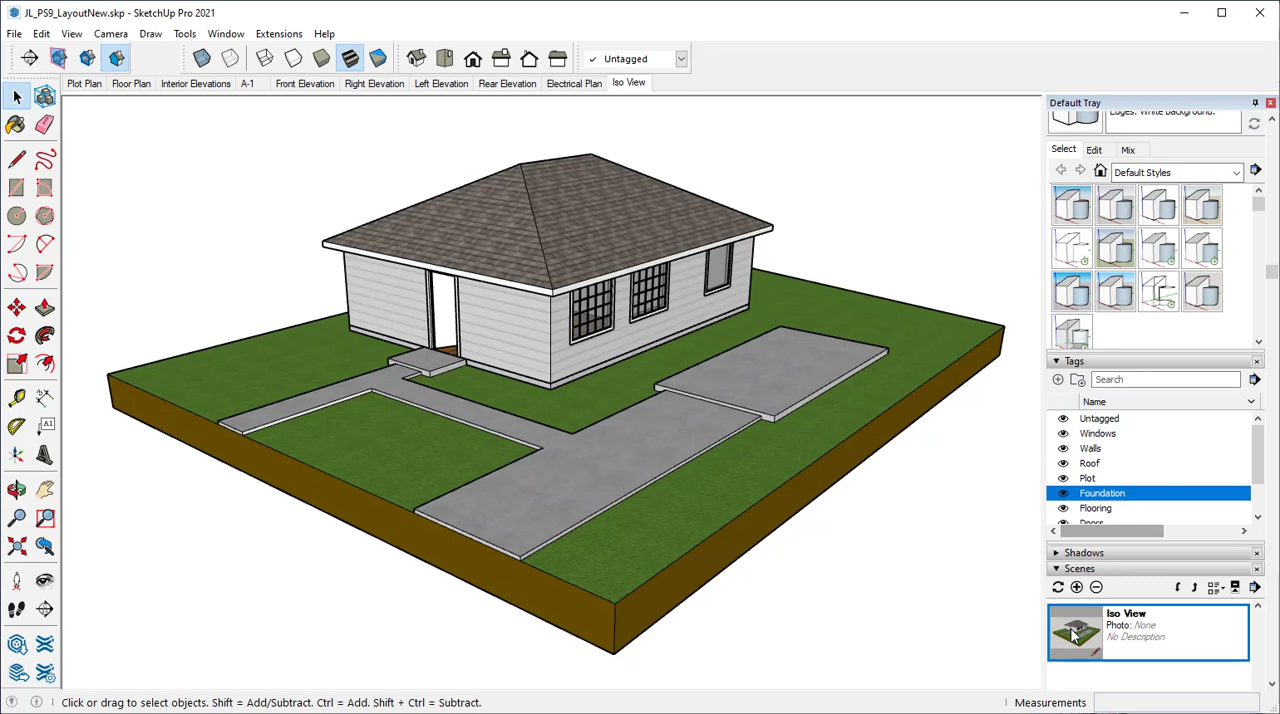 JL_PS9_LayoutNew.skp - SketchUp Pro 2021
File Edit View Camera Draw Tools Window Extensions Help
Untagged
Plot Plan Floor Plan Interior Elevations A-1 Front Elevation Right Elevation Left Elevation Rear Elevation Electrical Plan Iso View
Default Tray
Edges. White background.
Select Edit Mix
Default Styles
Tags
Search
Name
Untagged
Windows
Walls
Roof
Plot
Foundation
Flooring
Doors
Shadows
Scenes
Iso View
Photo: None
No Description
A1
Click or drag to select objects. Shift = Add/Subtract. Ctrl = Add. Shift + Ctrl = Subtract.
Measurements